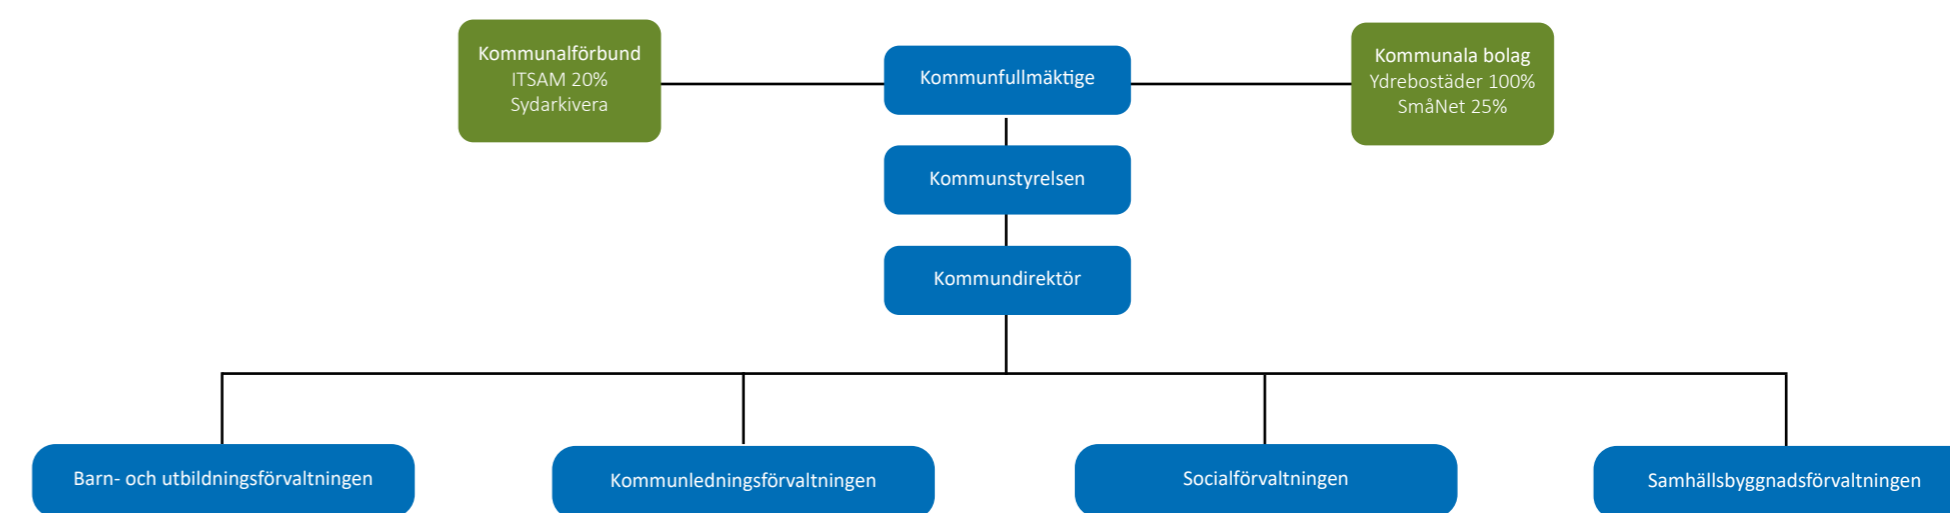 Kommunalförbund
ITSAM 20%
Sydarkivera
Kommunfullmäktige
Kommunala bolag
Ydrebostäder 100%
SmåNet 25%
Kommunstyrelsen
Kommundirektör
Barn- och utbildningsförvaltningen
Kommunledningsförvaltningen
Socialförvaltningen
Samhällsbyggnadsförvaltningen